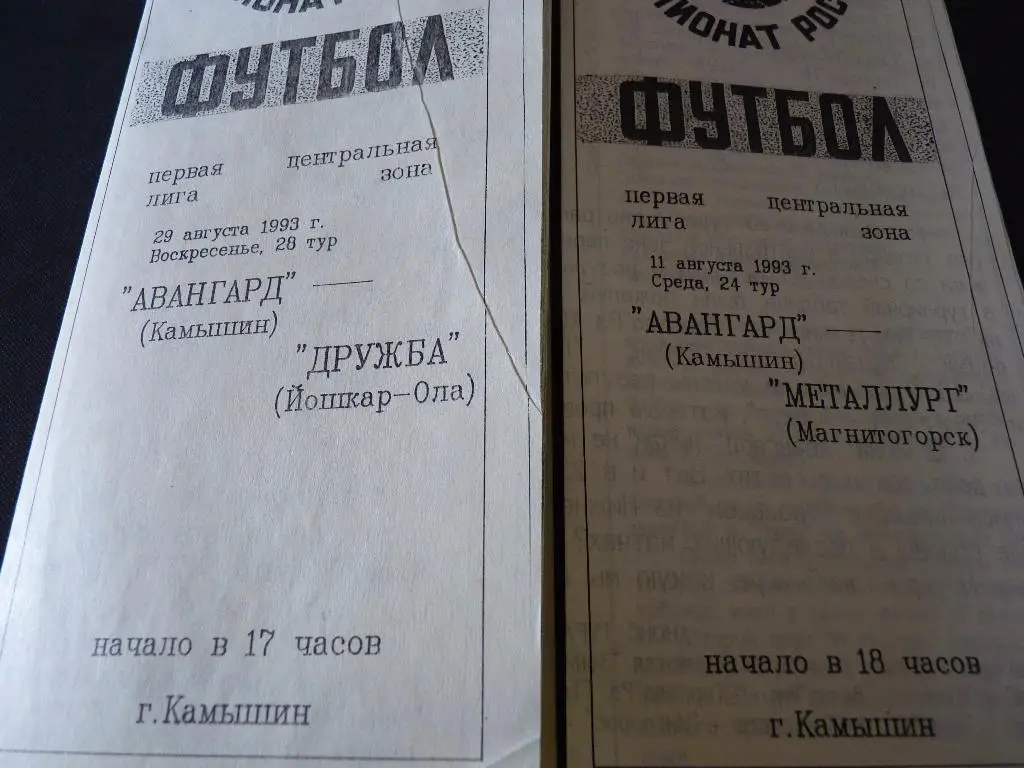 ФУТБОЛ
первая центральная
лига зона
29 августа 1993 г.
Воскресенье, 28 тур
"АВАНГАРД" —
(Камышин)
"ДРУЖБА"
(Йошкар-Ола)
начало в 17 часов
г.Камышин
ФУТБОЛ
первая центральная
лига зона
11 августа 1993 г.
Среда, 24 тур
"АВАНГАРД" —
(Камышин)
"МЕТАЛЛУРГ"
(Магнитогорск)
начало в 18 часов
г.Камышин